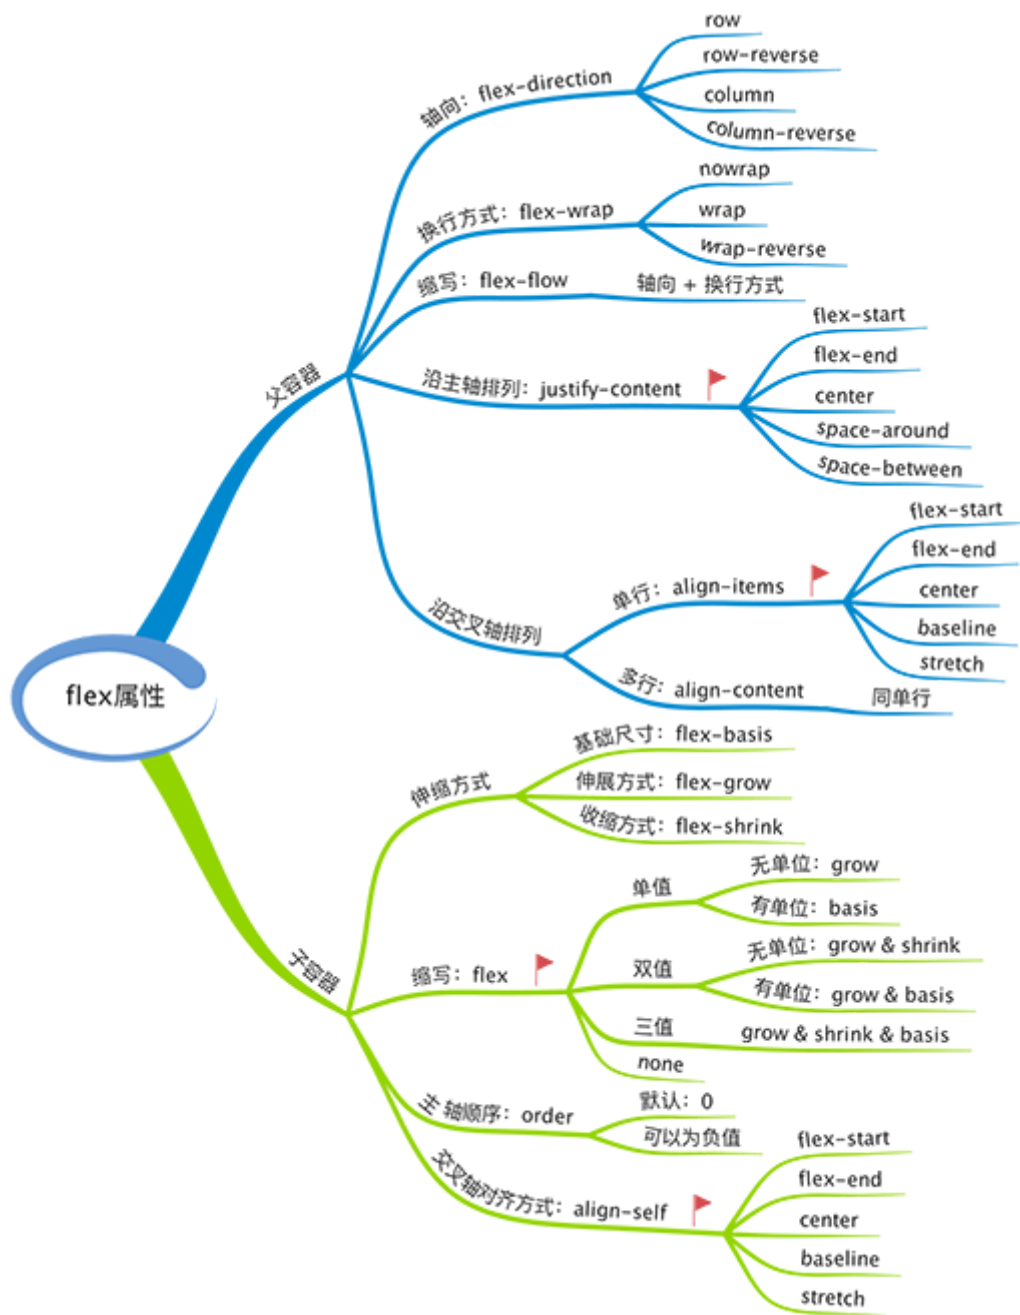 flex属性
父容器
轴向：flex-direction
row
row-reverse
column
column-reverse
换行方式：flex-wrap
nowrap
wrap
wrap-reverse
缩写：flex-flow
轴向 + 换行方式
沿主轴排列：justify-content
flex-start
flex-end
center
space-around
space-between
沿交叉轴排列
单行：align-items
flex-start
flex-end
center
baseline
stretch
多行：align-content
同单行
子容器
伸缩方式
基础尺寸：flex-basis
伸展方式：flex-grow
收缩方式：flex-shrink
缩写：flex
单值
无单位：grow
有单位：basis
双值
无单位：grow & shrink
有单位：grow & basis
三值
grow & shrink & basis
none
主轴顺序：order
默认：0
可以为负值
交叉轴对齐方式：align-self
flex-start
flex-end
center
baseline
stretch